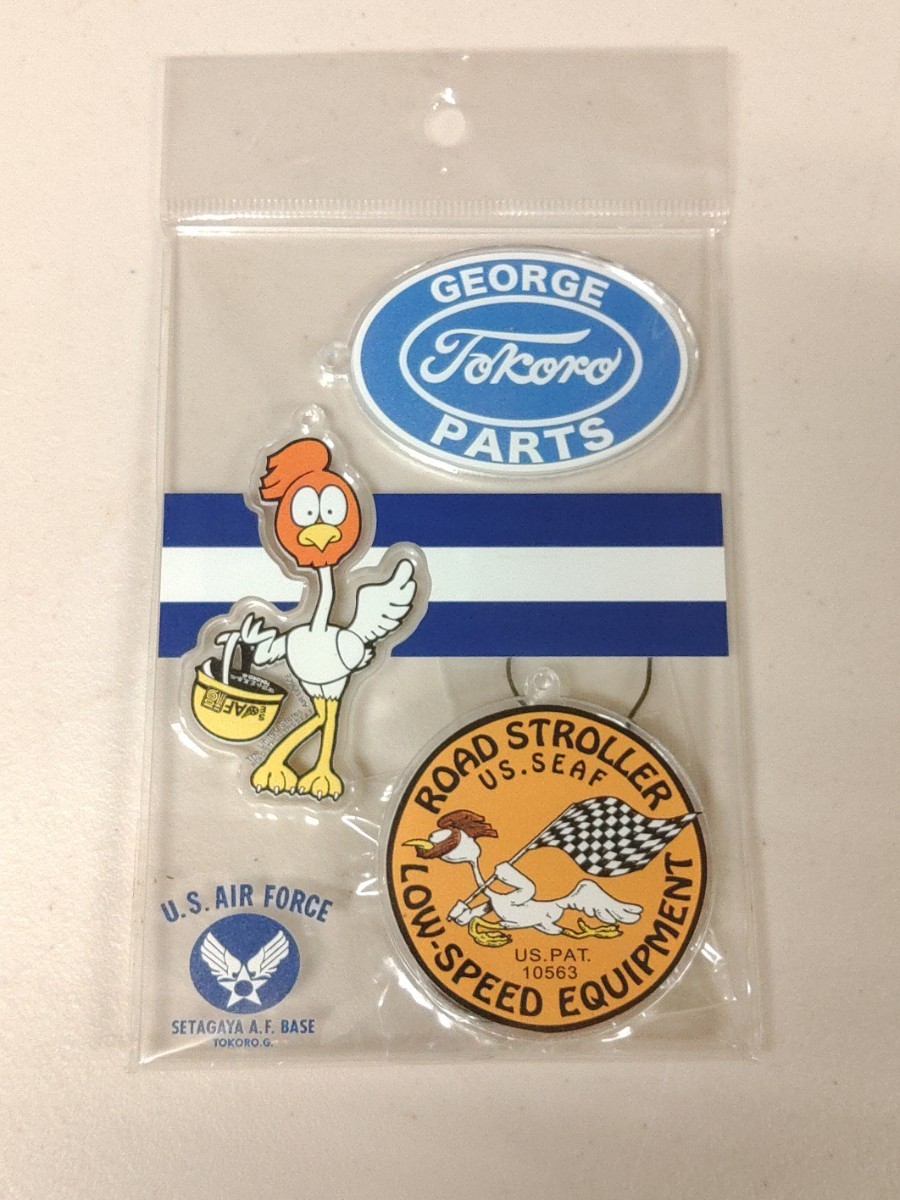 GEORGE
Tokoro
PARTS
ROAD STROLLER
US.SEAF
LOW-SPEED EQUIPMENT
US.PAT.
10563
U.S. AIR FORCE
SETAGAYA A.F. BASE
TOKORO.G.